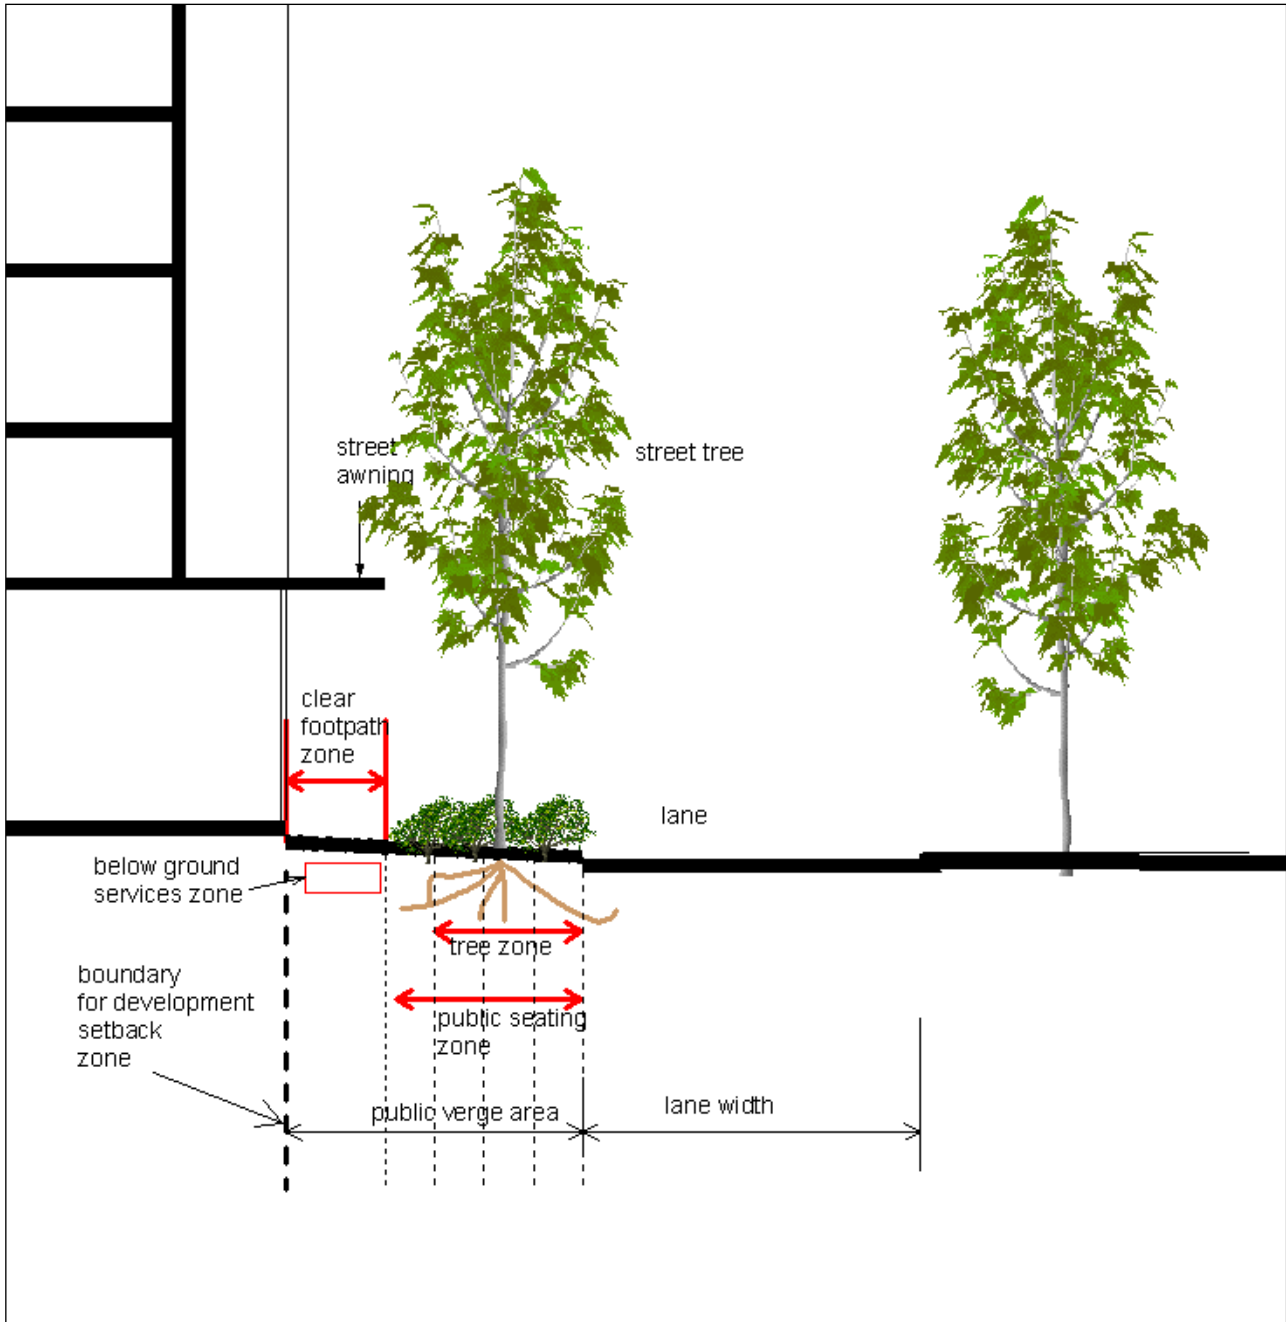 street
awning
street tree
clear
footpath
zone
lane
below ground
services zone
tree zone
boundary
for development
setback
zone
public seating
zone
public verge area
lane width